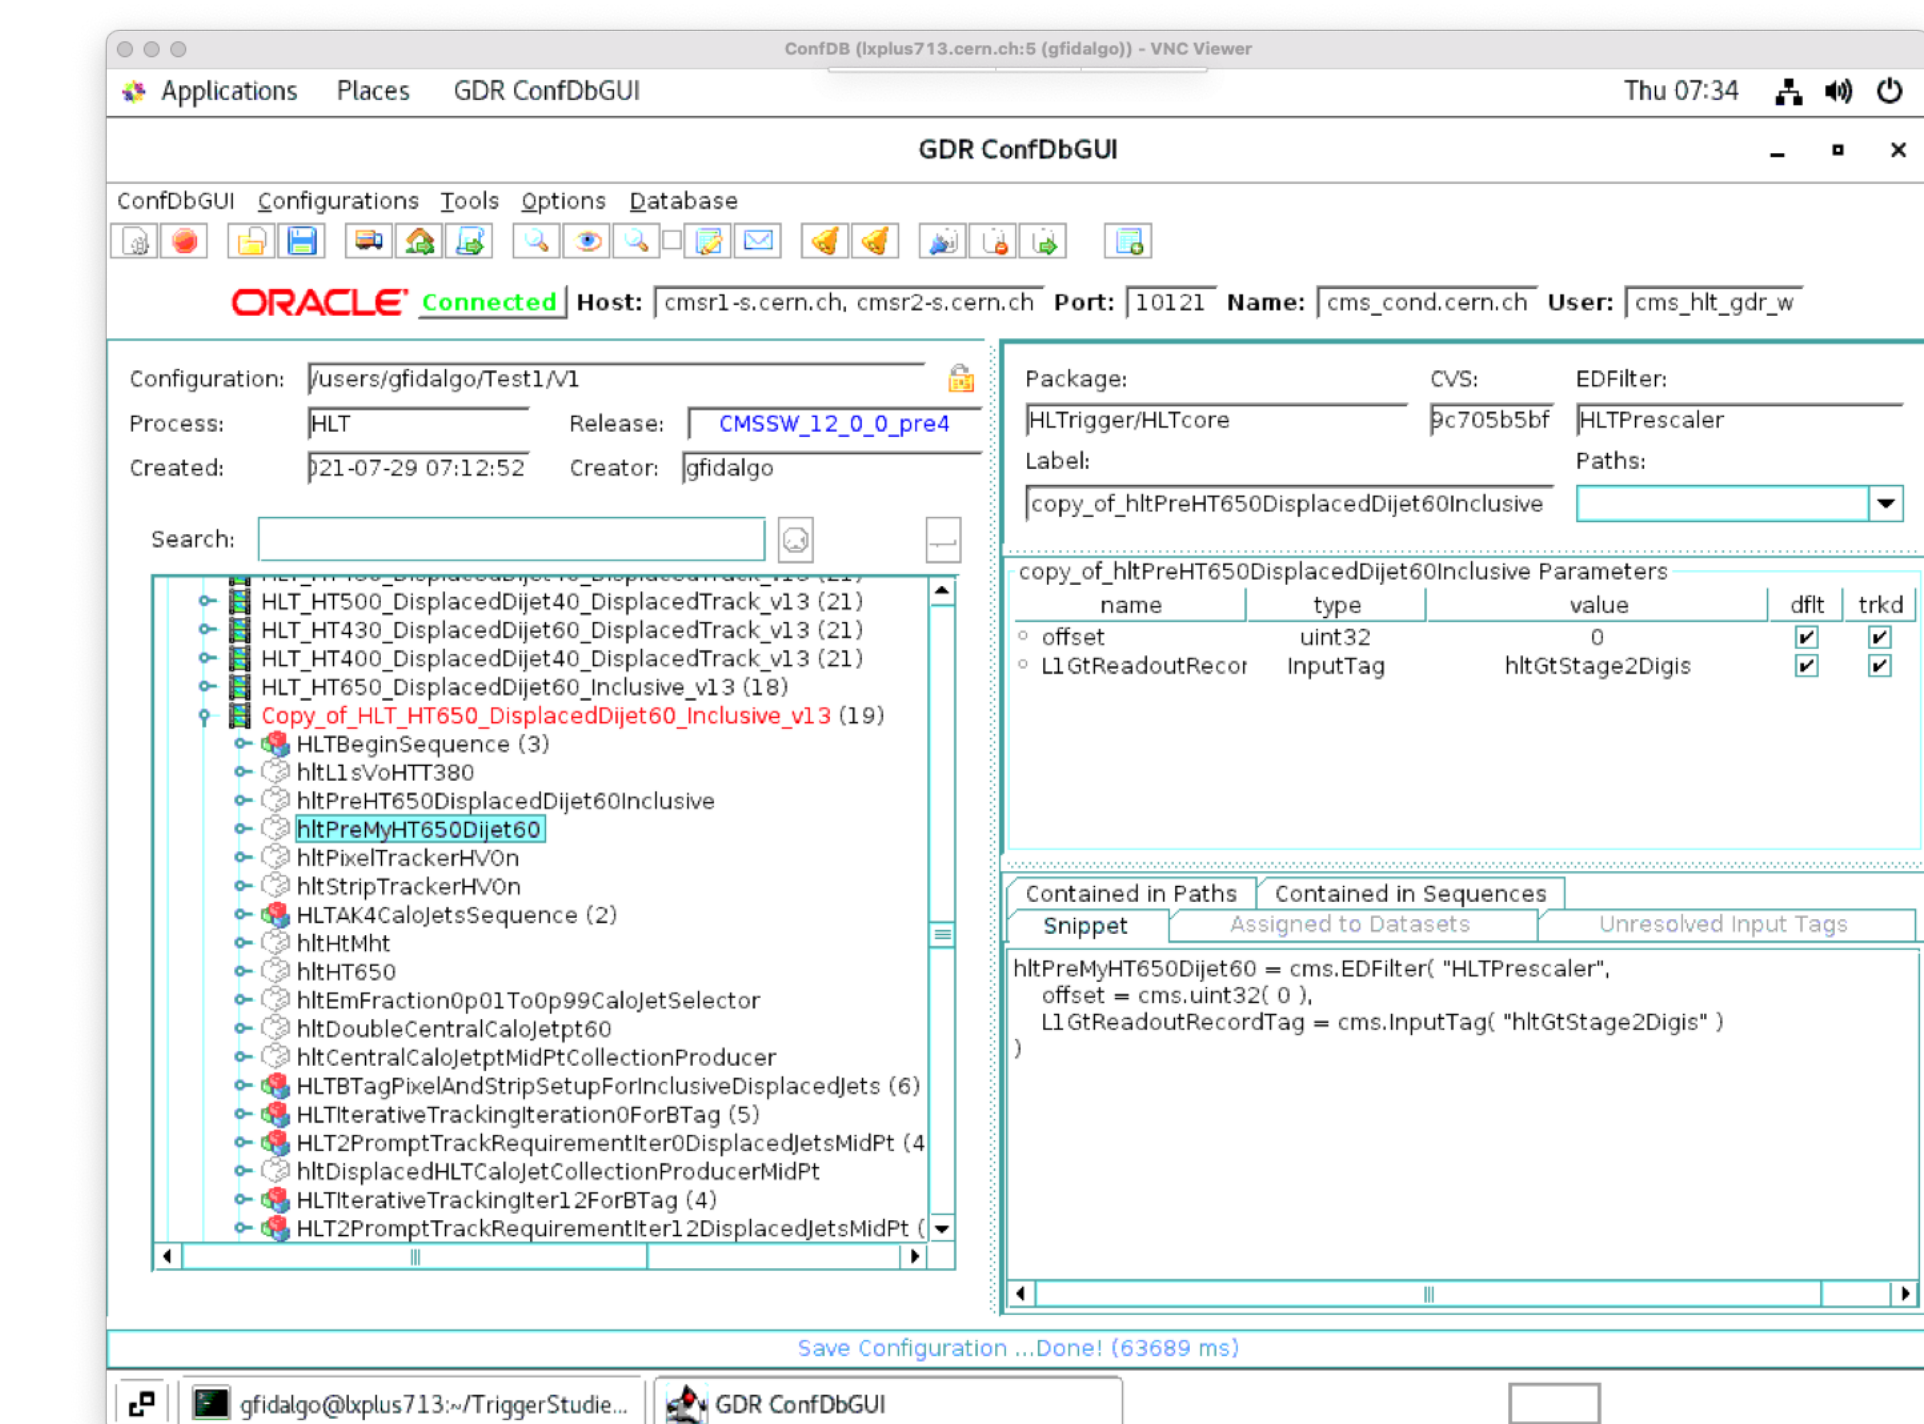 ConfDB (lxplus713.cern.ch:5 (gfidalgo)) - VNC Viewer
Applications Places GDR ConfDbGUI Thu 07:34
GDR ConfDbGUI
ConfDbGUI Configurations Tools Options Database
ORACLE Connected Host: cmsr1-s.cern.ch, cmsr2-s.cern.ch Port: 10121 Name: cms_cond.cern.ch User: cms_hlt_gdr_w
Configuration: /users/gfidalgo/Test1/V1
Process: HLT Release: CMSSW_12_0_0_pre4
Created: 021-07-29 07:12:52 Creator: gfidalgo
Search:
HLT_HT430_DisplacedDijet40_DisplacedTrack_v13 (21)
HLT_HT500_DisplacedDijet40_DisplacedTrack_v13 (21)
HLT_HT430_DisplacedDijet60_DisplacedTrack_v13 (21)
HLT_HT400_DisplacedDijet40_DisplacedTrack_v13 (21)
HLT_HT650_DisplacedDijet60_Inclusive_v13 (18)
Copy_of_HLT_HT650_DisplacedDijet60_Inclusive_v13 (19)
HLTBeginSequence (3)
hltL1sVoHTT380
hltPreHT650DisplacedDijet60Inclusive
hltPreMyHT650Dijet60
hltPixelTrackerHVOn
hltStripTrackerHVOn
HLTAK4CaloJetsSequence (2)
hltHtMht
hltHT650
hltEmFraction0p01To0p99CaloJetSelector
hltDoubleCentralCaloJetpt60
hltCentralCaloJetptMidPtCollectionProducer
HLTBTagPixelAndStripSetupForInclusiveDisplacedJets (6)
HLTIterativeTrackingIteration0ForBTag (5)
HLT2PromptTrackRequirementIter0DisplacedJetsMidPt (4
hltDisplacedHLTCaloJetCollectionProducerMidPt
HLTIterativeTrackingIter12ForBTag (4)
HLT2PromptTrackRequirementIter12DisplacedJetsMidPt (
Package: CVS: EDFilter:
HLTrigger/HLTcore 9c705b5bf HLTPrescaler
Label: Paths:
copy_of_hltPreHT650DisplacedDijet60Inclusive
copy_of_hltPreHT650DisplacedDijet60Inclusive Parameters
name type value dflt trkd
offset uint32 0
L1GtReadoutRecor InputTag hltGtStage2Digis
Contained in Paths Contained in Sequences
Snippet Assigned to Datasets Unresolved Input Tags
hltPreMyHT650Dijet60 = cms.EDFilter( "HLTPrescaler",
offset = cms.uint32( 0 ),
L1GtReadoutRecordTag = cms.InputTag( "hltGtStage2Digis" )
)
Save Configuration ...Done! (63689 ms)
gfidalgo@lxplus713:~/TriggerStudie... GDR ConfDbGUI